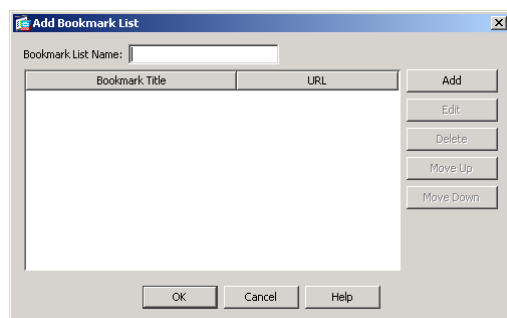 Add Bookmark List
Bookmark List Name:
Bookmark Title URL Add
Edit
Delete
Move Up
Move Down
OK Cancel Help